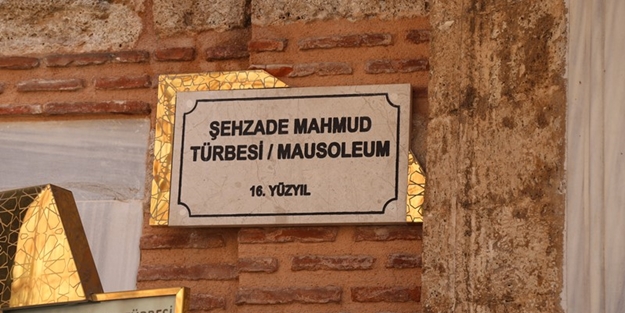 ŞEHZADE MAHMUD
TÜRBESİ / MAUSOLEUM
16. YÜZYIL